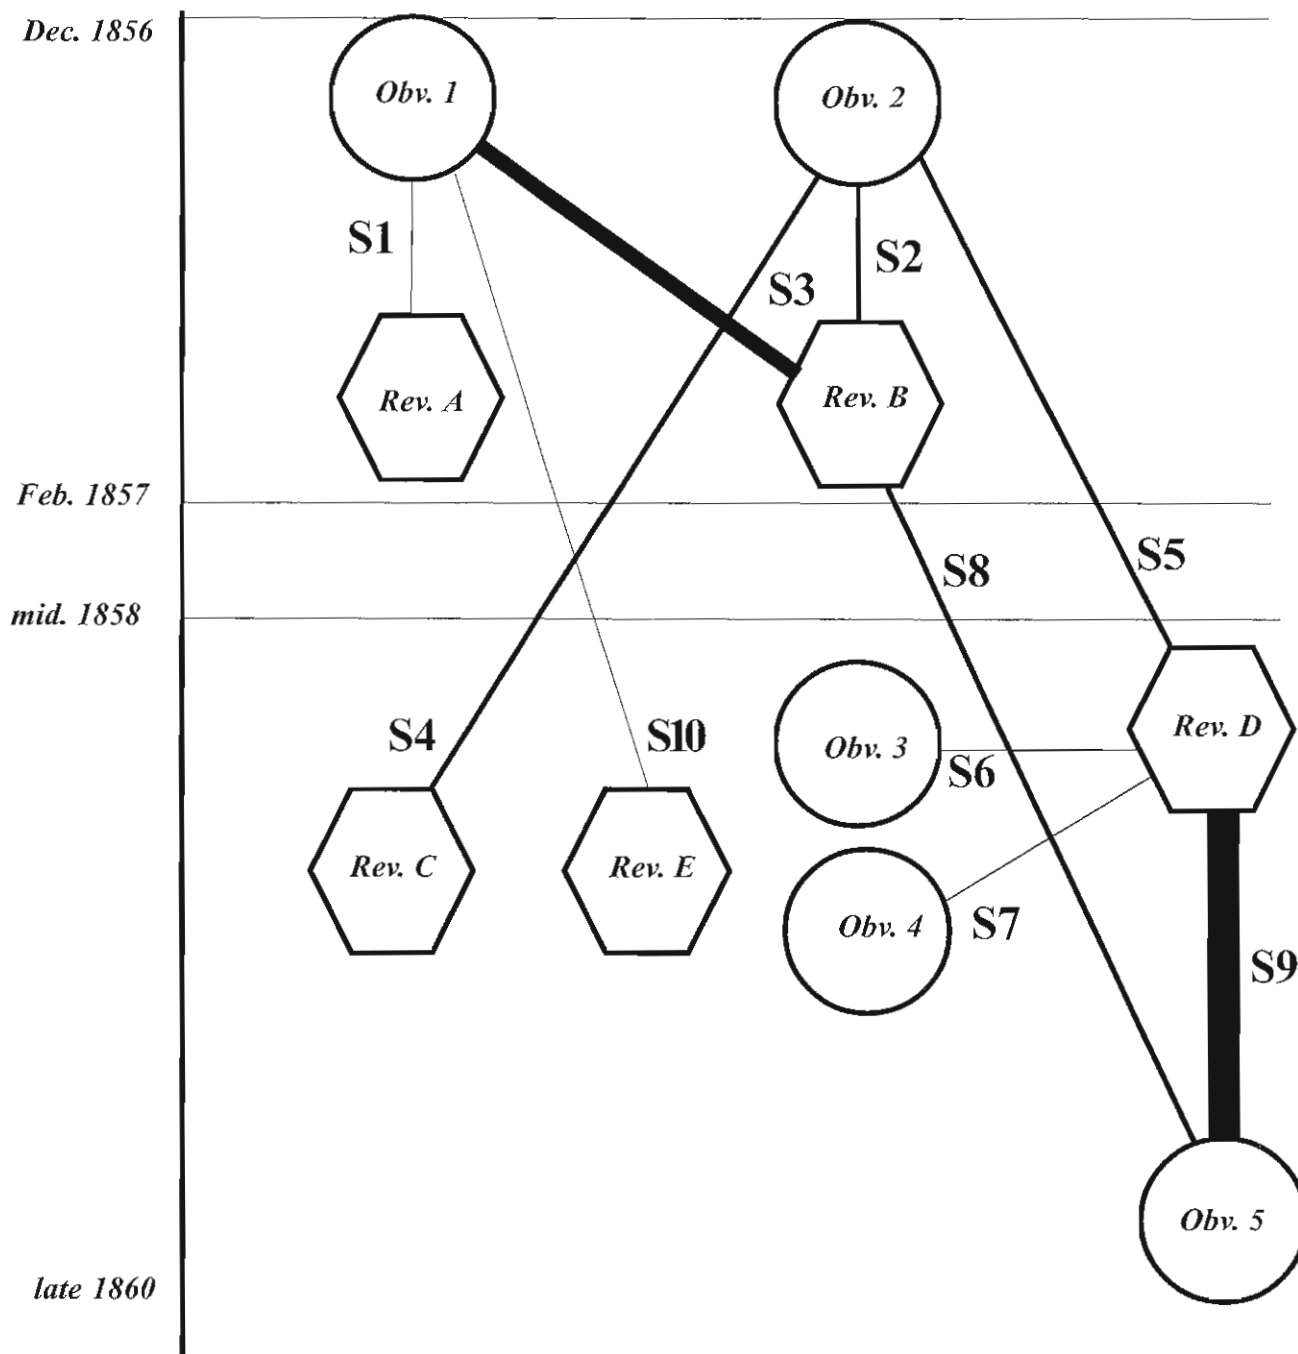 Dec. 1856
Obv. 1
Obv. 2
S1
S2
S3
Rev. A
Rev. B
Feb. 1857
S8
S5
mid. 1858
S4
S10
Obv. 3
S6
Rev. D
Rev. C
Rev. E
Obv. 4
S7
S9
Obv. 5
late 1860